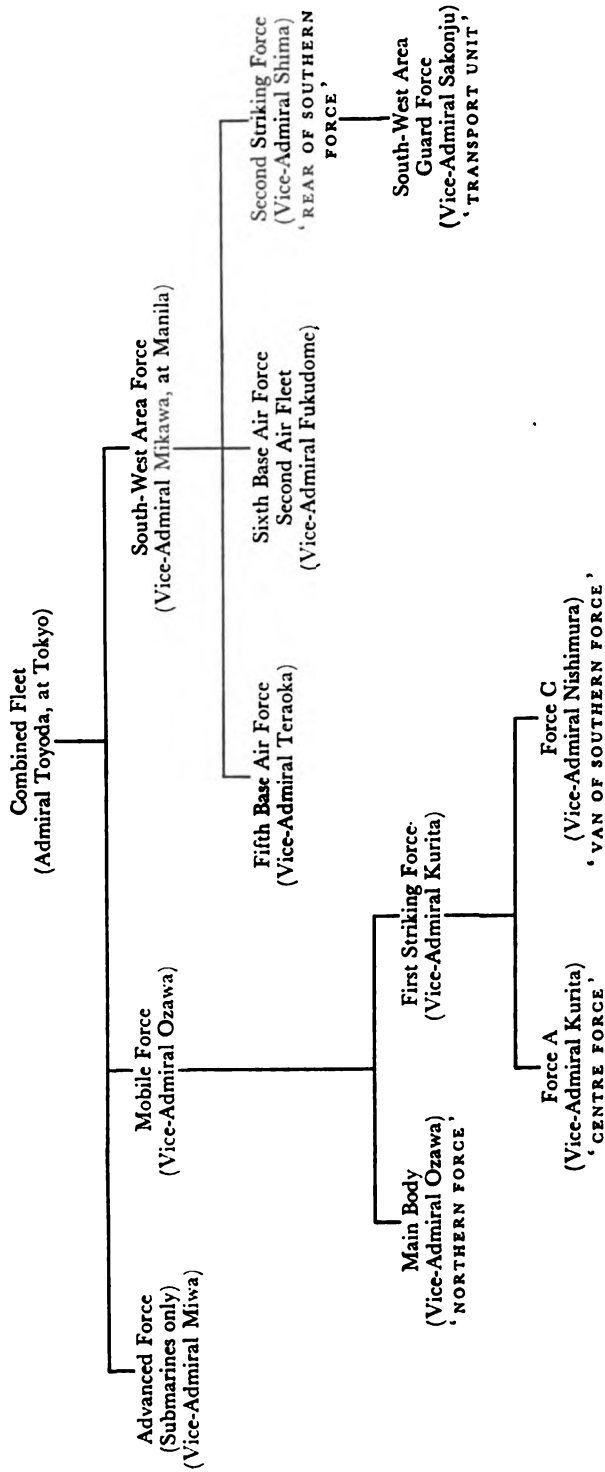 Combined Fleet
(Admiral Toyoda, at Tokyo)
Advanced Force
(Submarines only)
(Vice-Admiral Miwa)
Mobile Force
(Vice-Admiral Ozawa)
South-West Area Force
(Vice-Admiral Mikawa, at Manila)
Main Body
(Vice-Admiral Ozawa)
‘NORTHERN FORCE’
First Striking Force
(Vice-Admiral Kurita)
Fifth Base Air Force
(Vice-Admiral Teraoka)
Sixth Base Air Force
Second Air Fleet
(Vice-Admiral Fukudome)
Second Striking Force
(Vice-Admiral Shima)
‘REAR OF SOUTHERN
FORCE’
Force A
(Vice-Admiral Kurita)
‘CENTRE FORCE’
Force C
(Vice-Admiral Nishimura)
‘VAN OF SOUTHERN FORCE’
South-West Area
Guard Force
(Vice-Admiral Sakonju)
‘TRANSPORT UNIT’